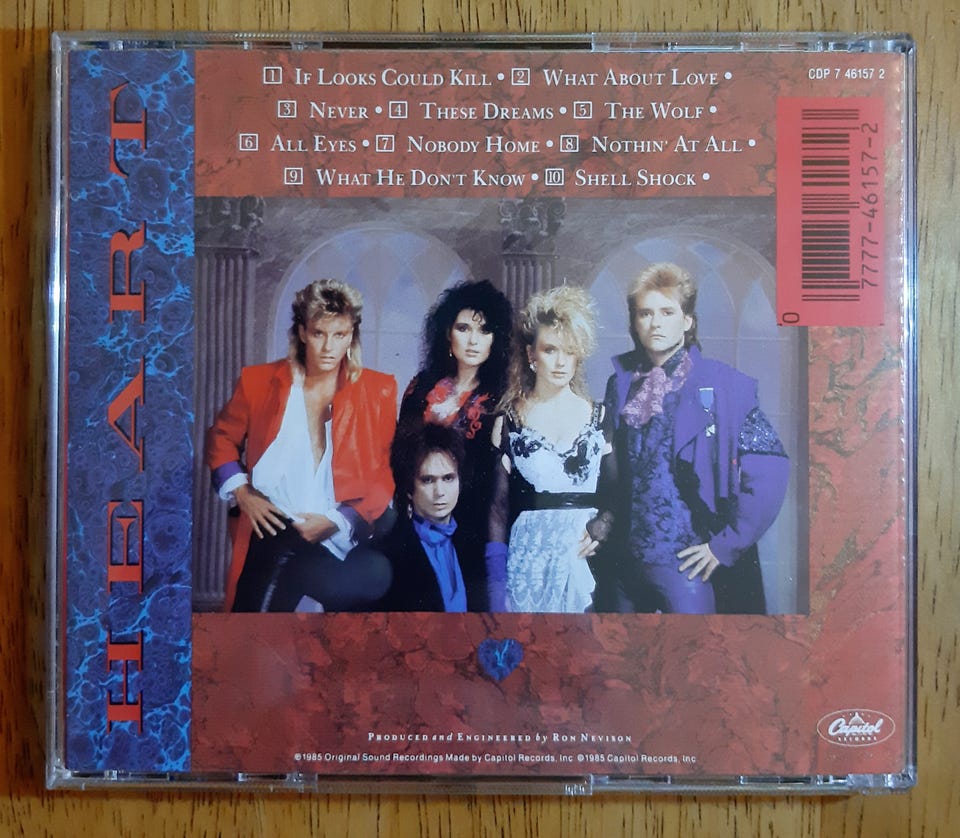 HEART
1 IF LOOKS COULD KILL • 2 WHAT ABOUT LOVE •
3 NEVER • 4 THESE DREAMS • 5 THE WOLF •
6 ALL EYES • 7 NOBODY HOME • 8 NOTHIN' AT ALL •
9 WHAT HE DON'T KNOW • 10 SHELL SHOCK •
CDP 7 46157 2
0 7777-46157-2
PRODUCED and ENGINEERED by RON NEVISON
℗1985 Original Sound Recordings Made by Capitol Records, Inc ©1985 Capitol Records, Inc
Capitol
RECORDS